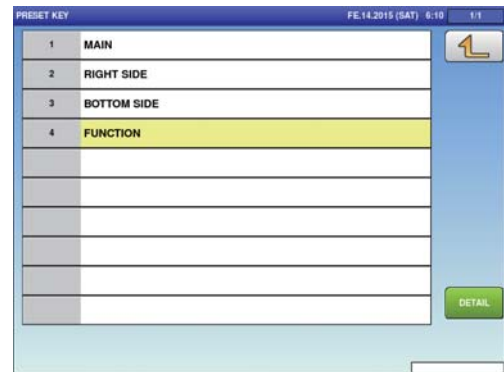 PRESET KEY FE.14.2015 (SAT) 6:10 1/1
1 MAIN
2 RIGHT SIDE
3 BOTTOM SIDE
4 FUNCTION
DETAIL